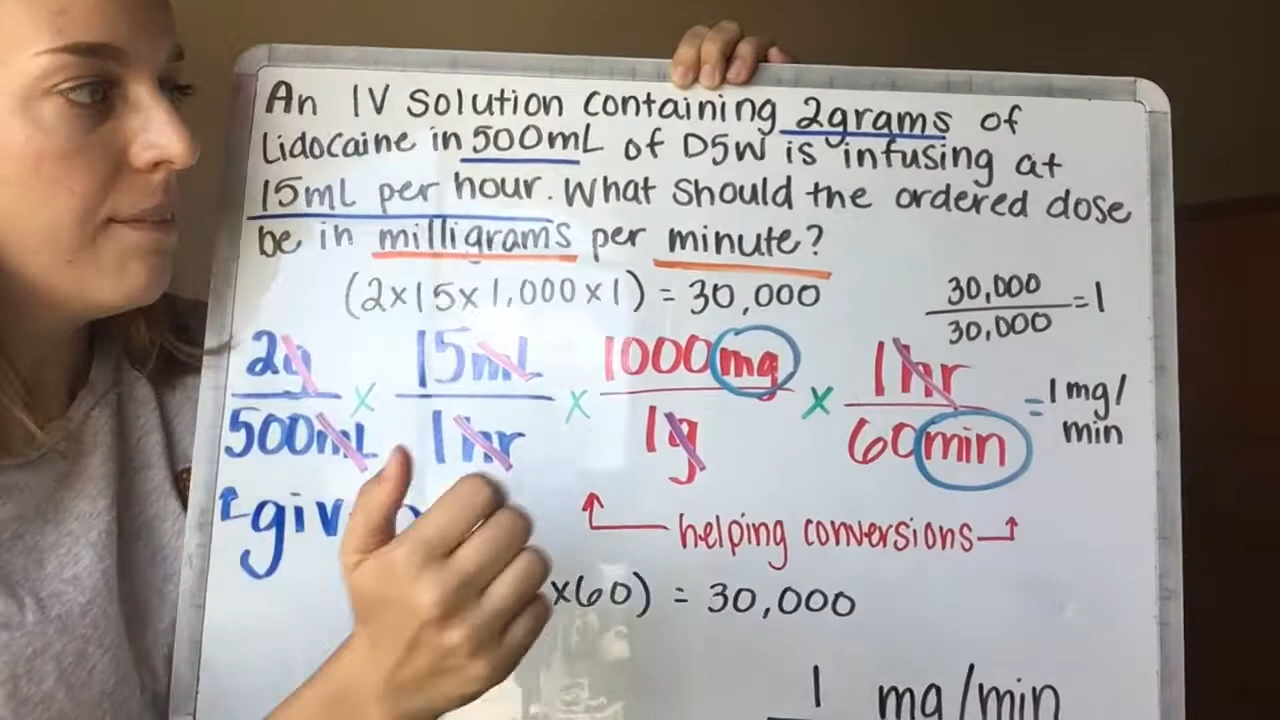 An IV solution containing 2grams of
Lidocaine in 500mL of D5W is infusing at
15mL per hour. What should the ordered dose
be in milligrams per minute?
(2×15×1,000×1) = 30,000
30,000
30,000
=1
2g × 15mL × 1000mg × 1hr
500mL 1hr 1g 60min
=1mg/
min
helping conversions
×60) = 30,000
1 mg/min